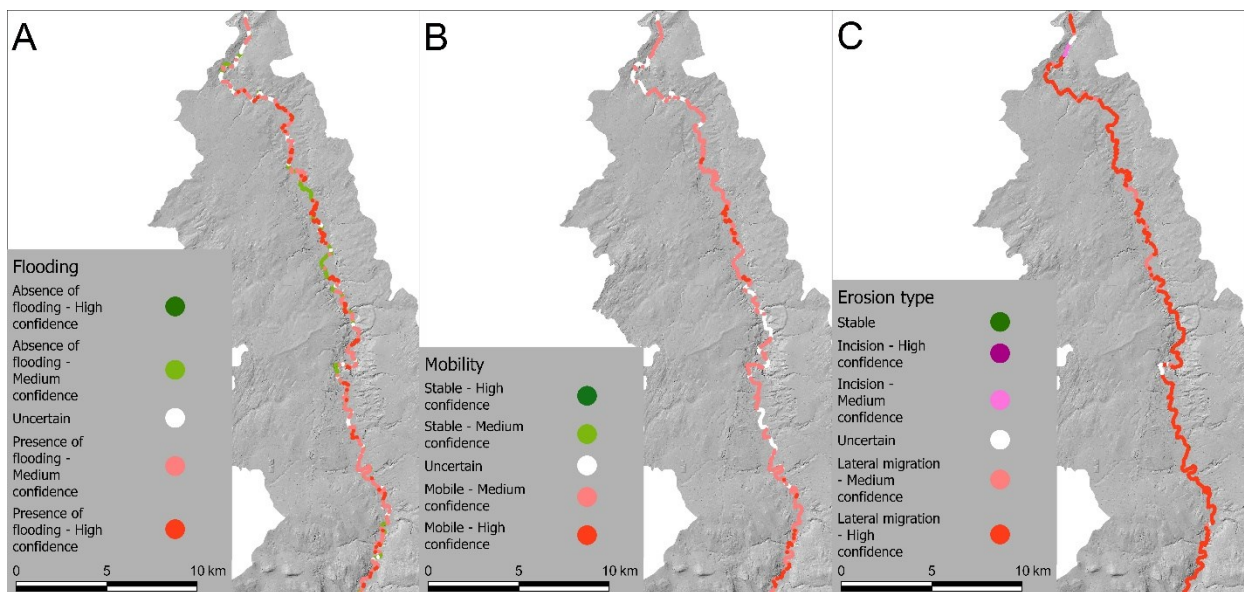 A
Flooding
Absence of
flooding - High
confidence
Absence of
flooding -
Medium
confidence
Uncertain
Presence of
flooding -
Medium
confidence
Presence of
flooding - High
confidence
0 5 10 km
B
Mobility
Stable - High
confidence
Stable - Medium
confidence
Uncertain
Mobile - Medium
confidence
Mobile - High
confidence
0 5 10 km
C
Erosion type
Stable
Incision - High
confidence
Incision -
Medium
confidence
Uncertain
Lateral migration
- Medium
confidence
Lateral migration
- High
confidence
0 5 10 km